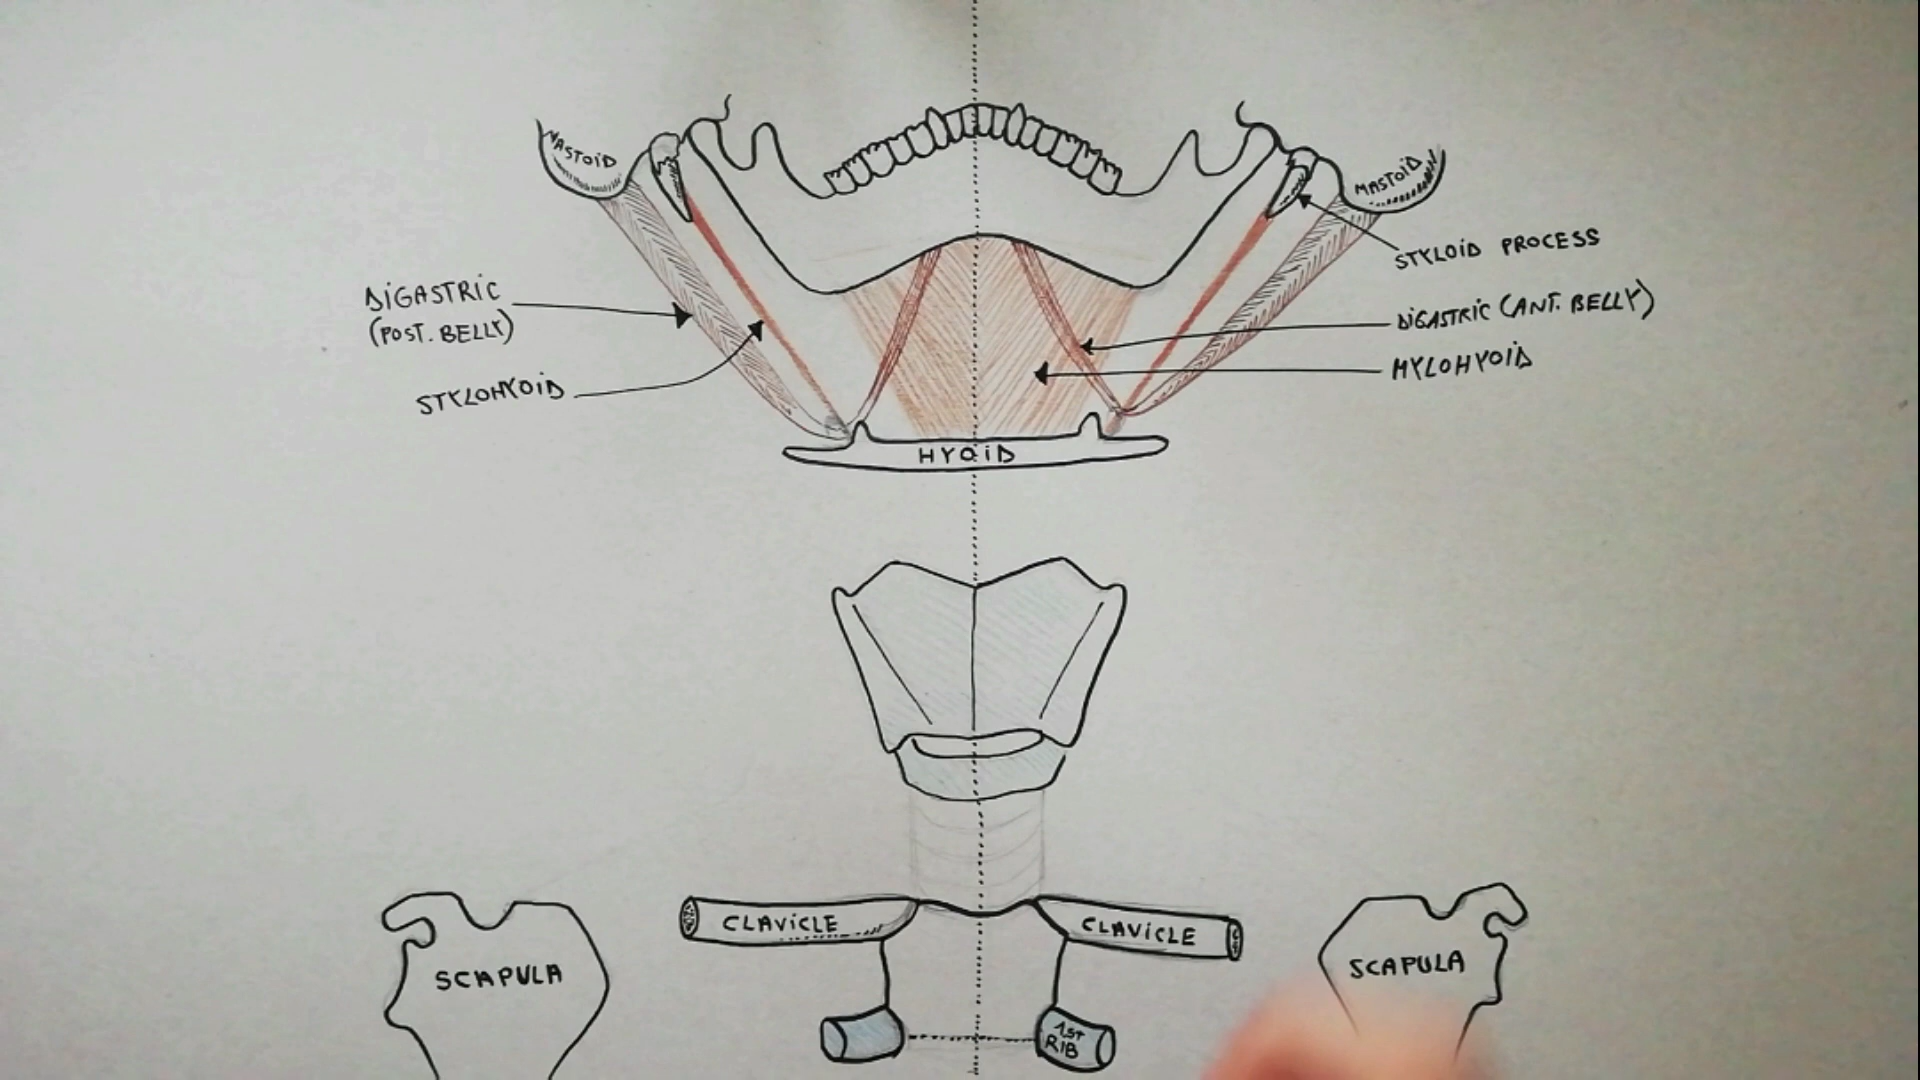 MASTOID
MASTOID
STYLOID PROCESS
DIGASTRIC
(POST. BELLY)
DIGASTRIC (ANT. BELLY)
MYLOHYOID
STYLOHYOID
HYOID
CLAVICLE
CLAVICLE
SCAPULA
SCAPULA
1ST
RIB